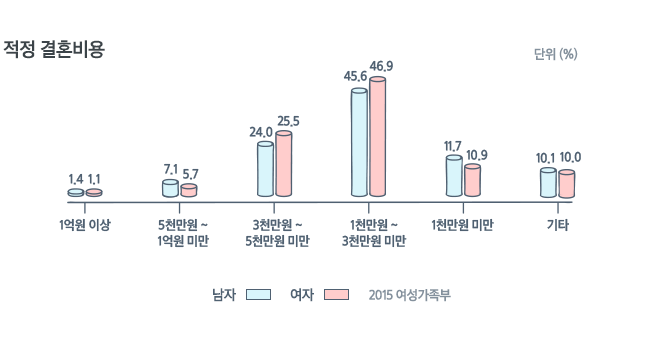 적정 결혼비용
단위 (%)
45.6 46.9
24.0 25.5
11.7 10.9
10.1 10.0
7.1 5.7
1.4 1.1
1억원 이상
5천만원 ~
1억원 미만
3천만원 ~
5천만원 미만
1천만원 ~
3천만원 미만
1천만원 미만
기타
남자 여자 2015 여성가족부